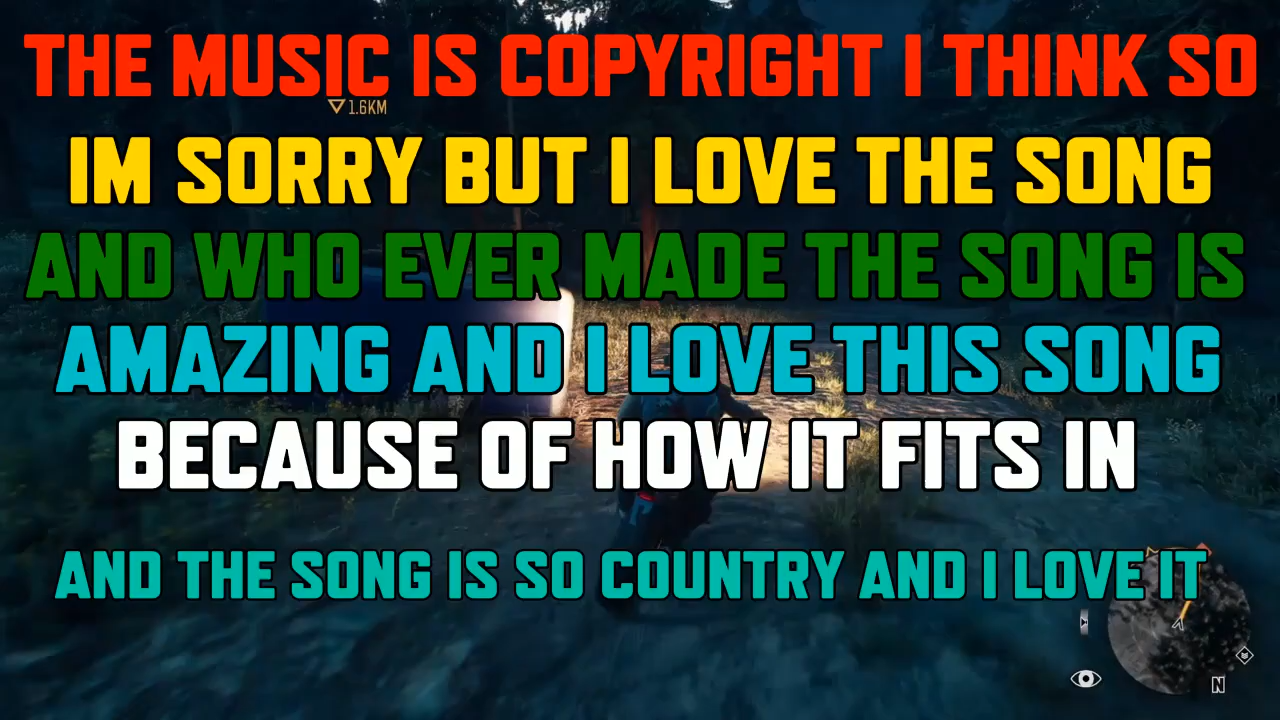 THE MUSIC IS COPYRIGHT I THINK SO
1.6KM
IM SORRY BUT I LOVE THE SONG
AND WHO EVER MADE THE SONG IS
AMAZING AND I LOVE THIS SONG
BECAUSE OF HOW IT FITS IN
AND THE SONG IS SO COUNTRY AND I LOVE IT
N